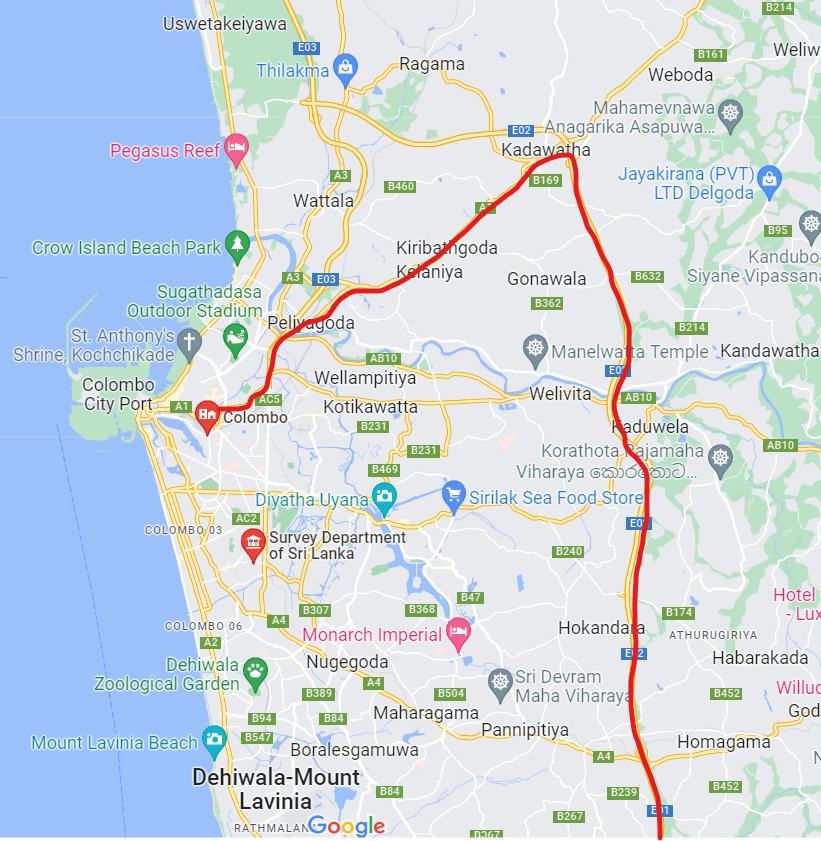 B214
Uswetakeiyawa
E03
Weliw
B161
Ragama
Thilakma
Weboda
Mahamevnawa
Anagarika Asapuwa...
E02
Kadawatha
Pegasus Reef
A3
B460
B169
Jayakirana (PVT)
LTD Delgoda
Wattala
B95
Crow Island Beach Park
Kiribathgoda
Kelaniya
Kandubo
Siyane Vipassana
A3
E03
Gonawala
B632
Sugathadasa
Outdoor Stadium
B362
Peliyagoda
B214
St. Anthony's
Shrine, Kochchikade
Manelwatta Temple
Kandawatha
AB10
Colombo
City Port
Wellampitiya
Welivita
AB10
A1
AC5
Kotikawatta
Colombo
B231
Kaduwela
AB10
B231
Korathota Rajamaha
Viharaya
B469
Diyatha Uyana
Sirilak Sea Food Store
AC2
COLOMBO 03
Survey Department
of Sri Lanka
B240
B47
Hotel
- Lux
B307
B368
B174
A4
COLOMBO 06
Monarch Imperial
Hokandara
ATHURUGIRIYA
A2
Nugegoda
Habarakada
Dehiwala
Zoological Garden
A4
Sri Devram
Maha Viharaya
Willuc
B389
B504
B452
God
B94
B84
Maharagama
Pannipitiya
B547
Mount Lavinia Beach
Boralesgamuwa
Homagama
A4
Dehiwala-Mount
Lavinia
B84
B239
B452
E01
B267
RATHMALAN
Google